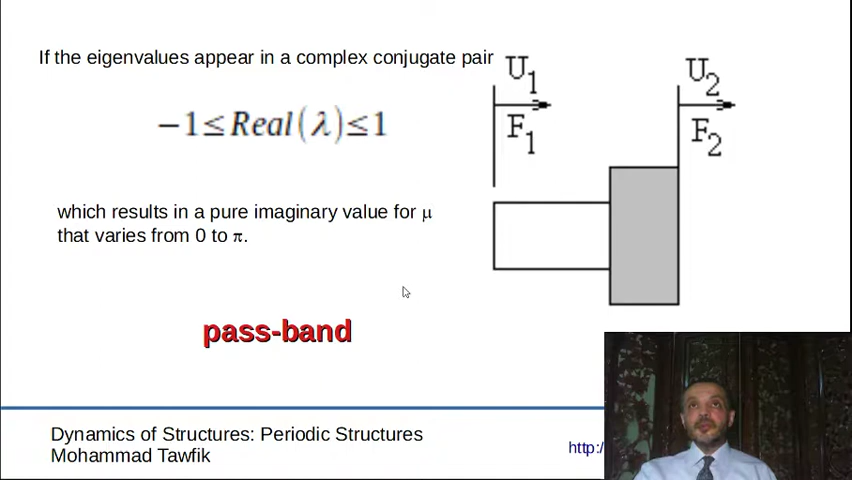 If the eigenvalues appear in a complex conjugate pair
−1≤Real(λ)≤1
which results in a pure imaginary value for μ
that varies from 0 to π.
pass-band
U1
F1
U2
F2
Dynamics of Structures: Periodic Structures
Mohammad Tawfik
http:/